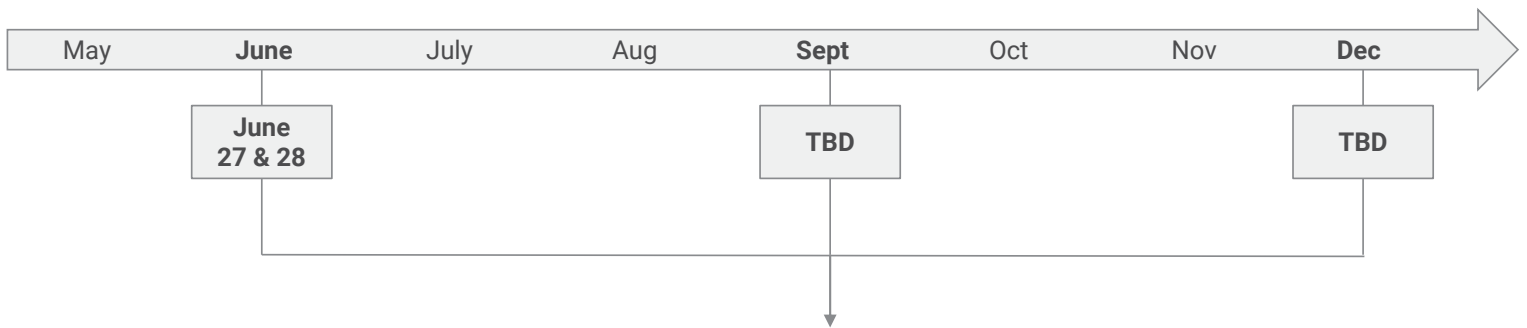 May June July Aug Sept Oct Nov Dec
June
27 & 28
TBD
TBD